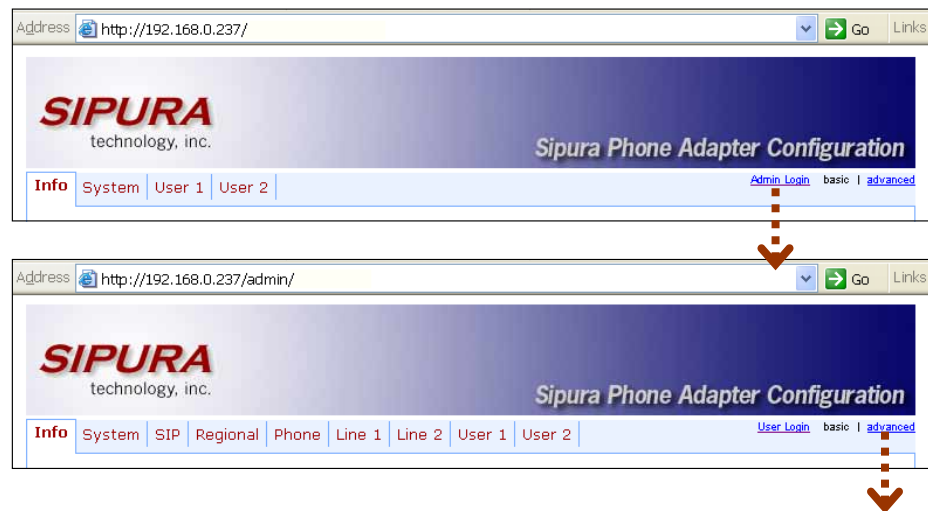 Address http://192.168.0.237/ Go Links
SIPURA
technology, inc.
Sipura Phone Adapter Configuration
Info System User 1 User 2 Admin Login basic | advanced
Address http://192.168.0.237/admin/ Go Links
SIPURA
technology, inc.
Sipura Phone Adapter Configuration
Info System SIP Regional Phone Line 1 Line 2 User 1 User 2 User Login basic | advanced